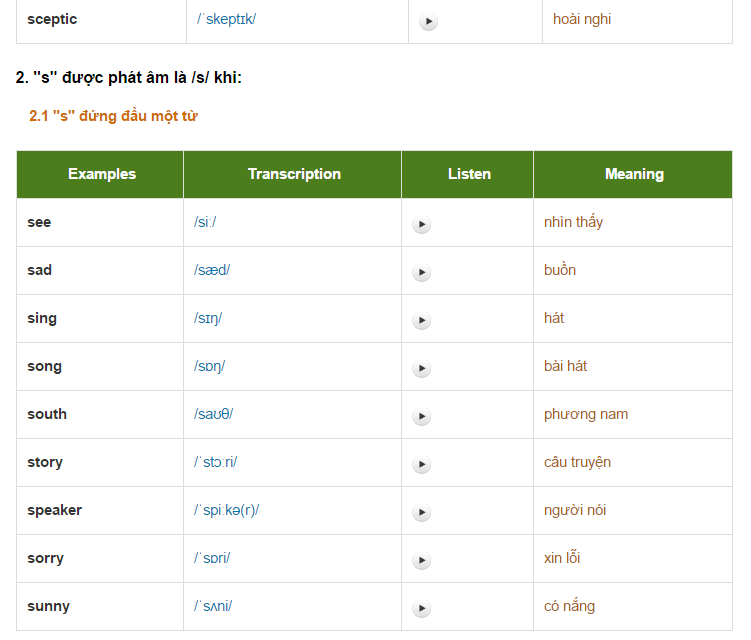 sceptic /ˈskeptɪk/ hoài nghi
2. "s" được phát âm là /s/ khi:
2.1 "s" đứng đầu một từ
Examples Transcription Listen Meaning
see /siː/ nhìn thấy
sad /sæd/ buồn
sing /sɪŋ/ hát
song /sɒŋ/ bài hát
south /saʊθ/ phương nam
story /ˈstɔːri/ câu truyện
speaker /ˈspiːkə(r)/ người nói
sorry /ˈsɒri/ xin lỗi
sunny /ˈsʌni/ có nắng